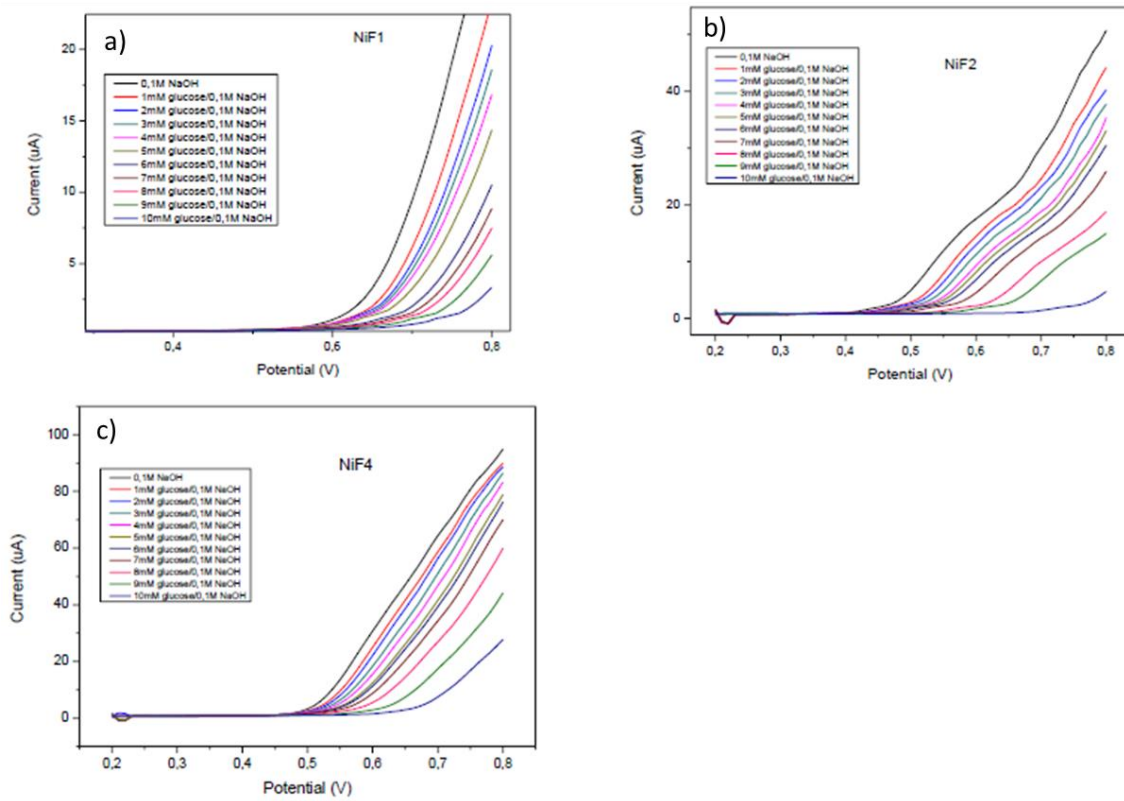 a)
NiF1
20
15
10
5
0,4
0,6
0,8
Current (uA)
Potential (V)
0,1M NaOH
1mM glucose/0,1M NaOH
2mM glucose/0,1M NaOH
3mM glucose/0,1M NaOH
4mM glucose/0,1M NaOH
5mM glucose/0,1M NaOH
6mM glucose/0,1M NaOH
7mM glucose/0,1M NaOH
8mM glucose/0,1M NaOH
9mM glucose/0,1M NaOH
10mM glucose/0,1M NaOH
b)
NiF2
40
20
0
0,2
0,3
0,4
0,5
0,6
0,7
0,8
Current (uA)
Potential (V)
0,1M NaOH
1mM glucose/0,1M NaOH
2mM glucose/0,1M NaOH
3mM glucose/0,1M NaOH
4mM glucose/0,1M NaOH
5mM glucose/0,1M NaOH
6mM glucose/0,1M NaOH
7mM glucose/0,1M NaOH
8mM glucose/0,1M NaOH
9mM glucose/0,1M NaOH
10mM glucose/0,1M NaOH
c)
NiF4
100
80
60
40
20
0
0,2
0,3
0,4
0,5
0,6
0,7
0,8
Current (uA)
Potential (V)
0,1M NaOH
1mM glucose/0,1M NaOH
2mM glucose/0,1M NaOH
3mM glucose/0,1M NaOH
4mM glucose/0,1M NaOH
5mM glucose/0,1M NaOH
6mM glucose/0,1M NaOH
7mM glucose/0,1M NaOH
8mM glucose/0,1M NaOH
9mM glucose/0,1M NaOH
10mM glucose/0,1M NaOH